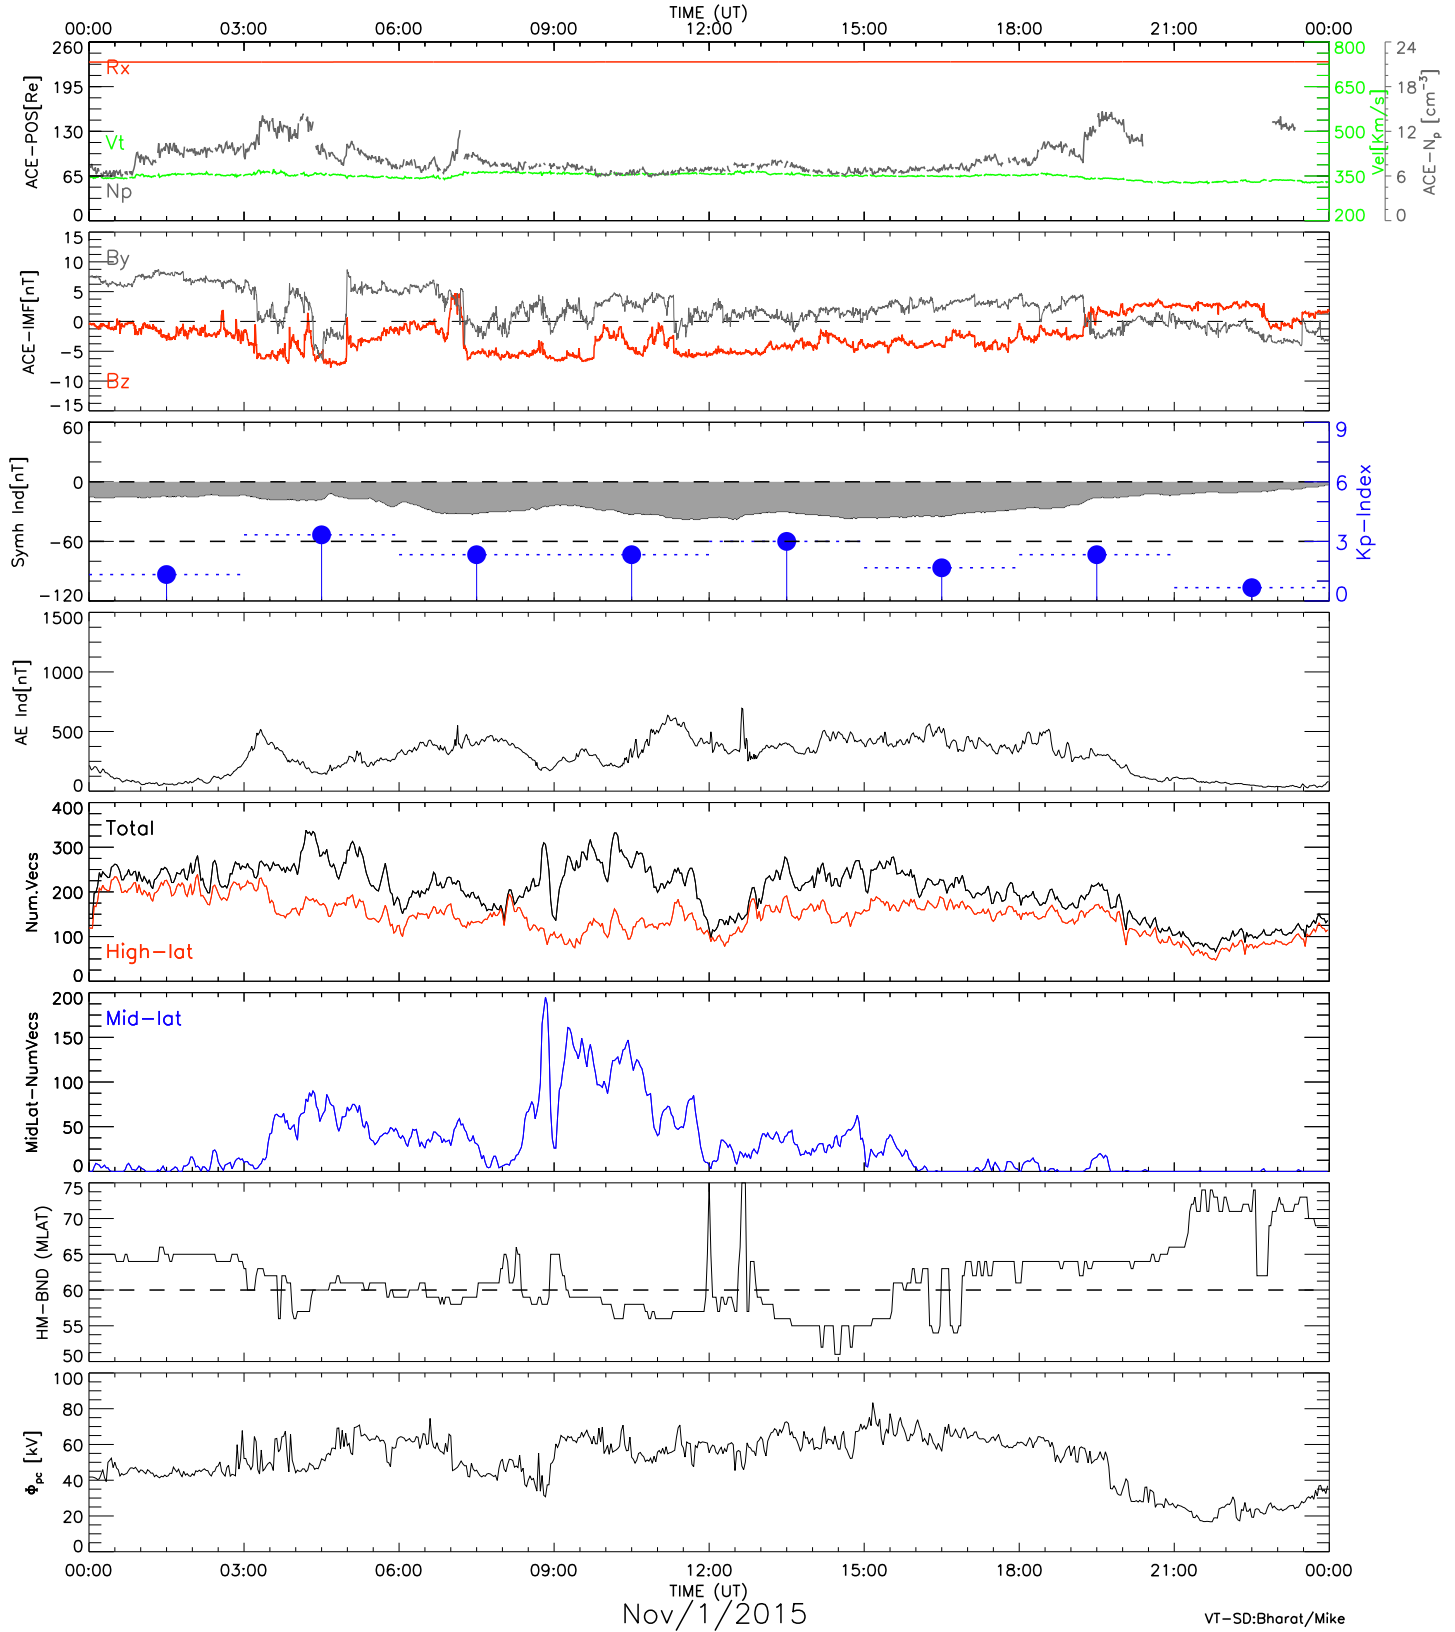 TIME (UT)
00:00 03:00 06:00 09:00 12:00 15:00 18:00 21:00 00:00
ACE-POS[Re]
260
195
130
65
0
Rx
Vt
Np
800
650
500
350
200
Vel[Km/s]
24
18
12
6
0
ACE-Np [cm⁻³]
ACE-IMF[nT]
15
10
5
0
-5
-10
-15
By
Bz
Symh Ind[nT]
60
0
-60
-120
9
6
3
0
Kp-Index
AE Ind[nT]
1500
1000
500
0
Num.Vecs
400
300
200
100
0
Total
High-lat
MidLat-NumVecs
200
150
100
50
0
Mid-lat
HM-BND (MLAT)
75
70
65
60
55
50
Φpc [kV]
100
80
60
40
20
0
00:00 03:00 06:00 09:00 12:00 15:00 18:00 21:00 00:00
TIME (UT)
Nov/1/2015
VT-SD:Bharat/Mike